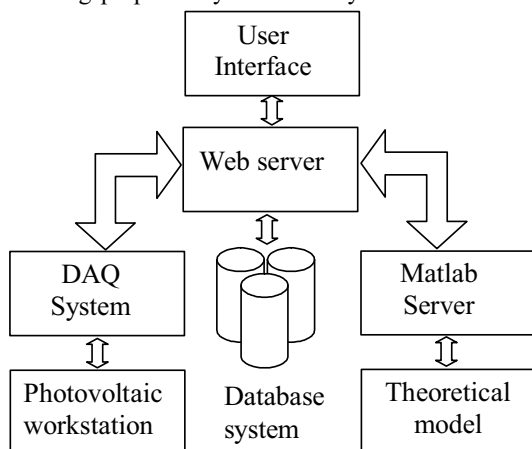 User
Interface
Web server
DAQ
System
Matlab
Server
Photovoltaic
workstation
Database
system
Theoretical
model